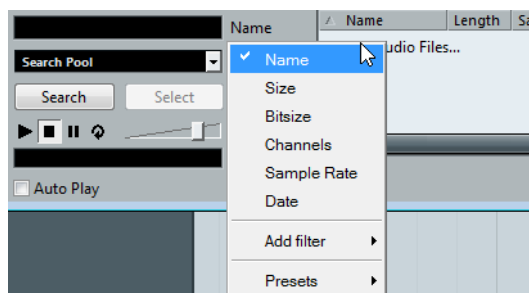 Name
Name Length
Search Pool
Name
udio Files...
Size
Search Select
Bitsize
Channels
Sample Rate
Auto Play
Date
Add filter
Presets